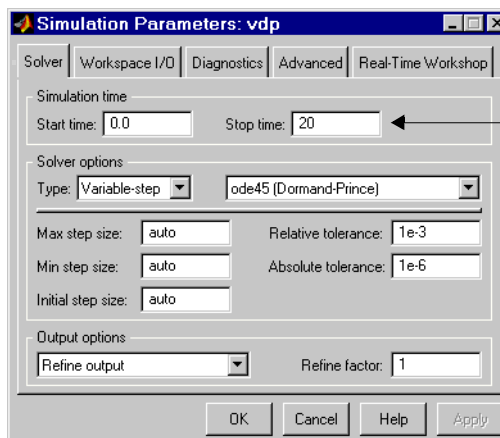 Simulation Parameters: vdp
Solver Workspace I/O Diagnostics Advanced Real-Time Workshop
Simulation time
Start time: 0.0 Stop time: 20
Solver options
Type: Variable-step ode45 (Dormand-Prince)
Max step size: auto Relative tolerance: 1e-3
Min step size: auto Absolute tolerance: 1e-6
Initial step size: auto
Output options
Refine output Refine factor: 1
OK Cancel Help Apply